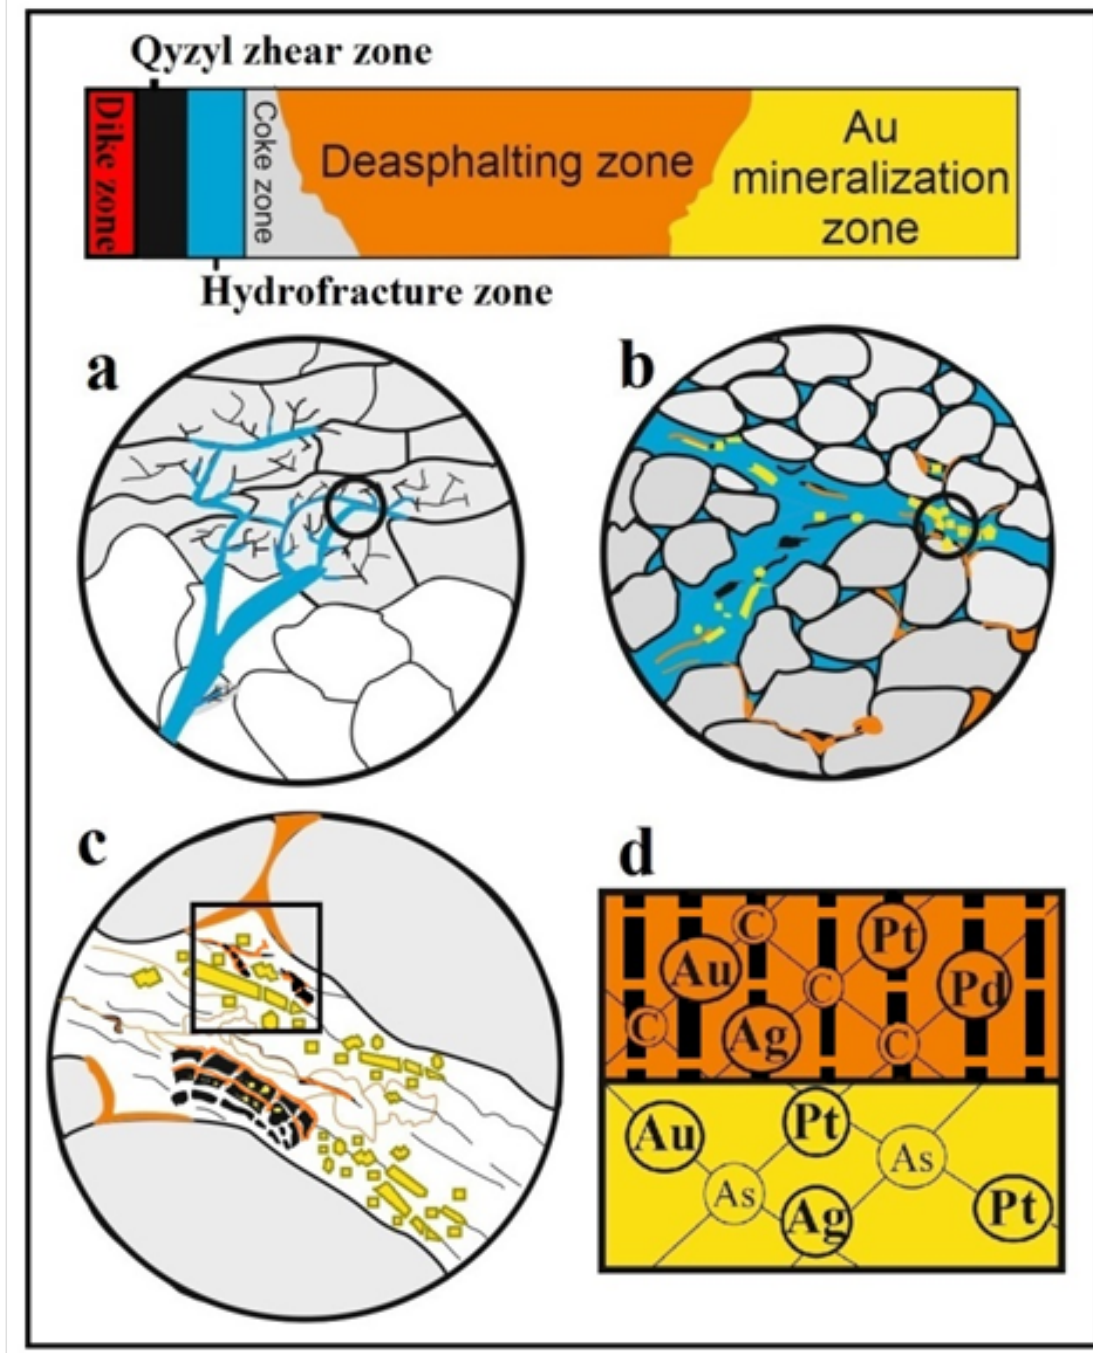 Qyzyl zhear zone
Dike zone
Coke zone
Deasphalting zone
Au
mineralization
zone
Hydrofracture zone
a
b
c
d
C
Pt
Au
C
Pd
C
Ag
C
Pt
Au
As
As
Ag
Pt